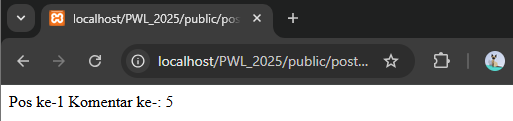 localhost/PWL_2025/public/pos
localhost/PWL_2025/public/post...
Pos ke-1 Komentar ke-: 5